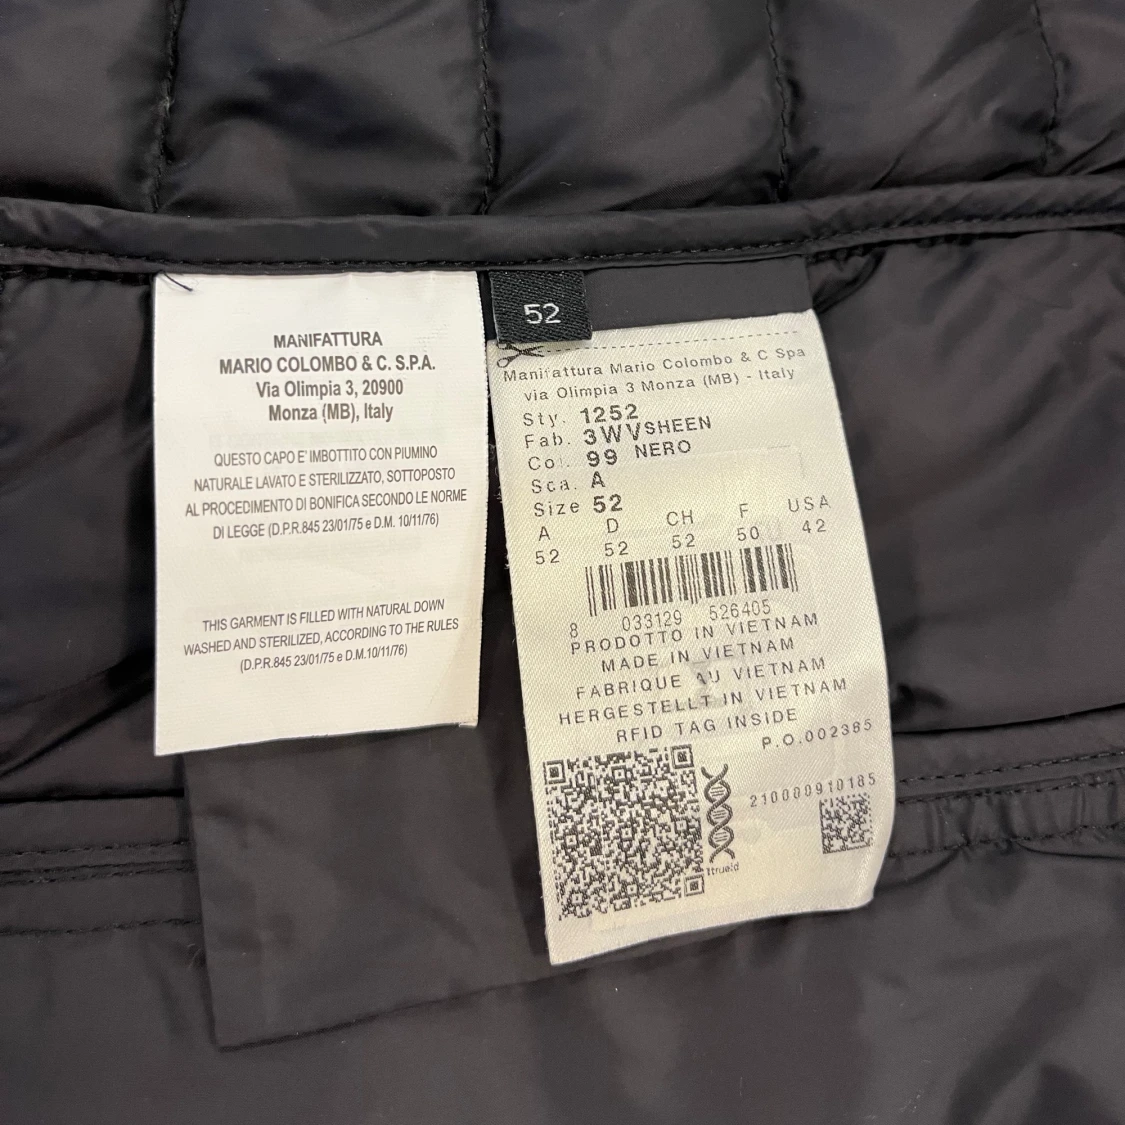 MANIFATTURA
MARIO COLOMBO & C. S.P.A.
Via Olimpia 3, 20900
Monza (MB), Italy
QUESTO CAPO E' IMBOTTITO CON PIUMINO
NATURALE LAVATO E STERILIZZATO, SOTTOPOSTO
AL PROCEDIMENTO DI BONIFICA SECONDO LE NORME
DI LEGGE (D.P.R.845 23/01/75 e D.M. 10/11/76)
THIS GARMENT IS FILLED WITH NATURAL DOWN
WASHED AND STERILIZED, ACCORDING TO THE RULES
(D.P.R.845 23/01/75 e D.M.10/11/76)
52
Manifattura Mario Colombo & C Spa
via Olimpia 3 Monza (MB) - Italy
Sty. 1252
Fab. 3WVSHEEN
Col. 99 NERO
Sca. A
Size 52
A D CH F USA
52 52 52 50 42
8 033129 526405
PRODOTTO IN VIETNAM
MADE IN VIETNAM
FABRIQUE AU VIETNAM
HERGESTELLT IN VIETNAM
RFID TAG INSIDE
P.O.002385
210000910185
ttrueid